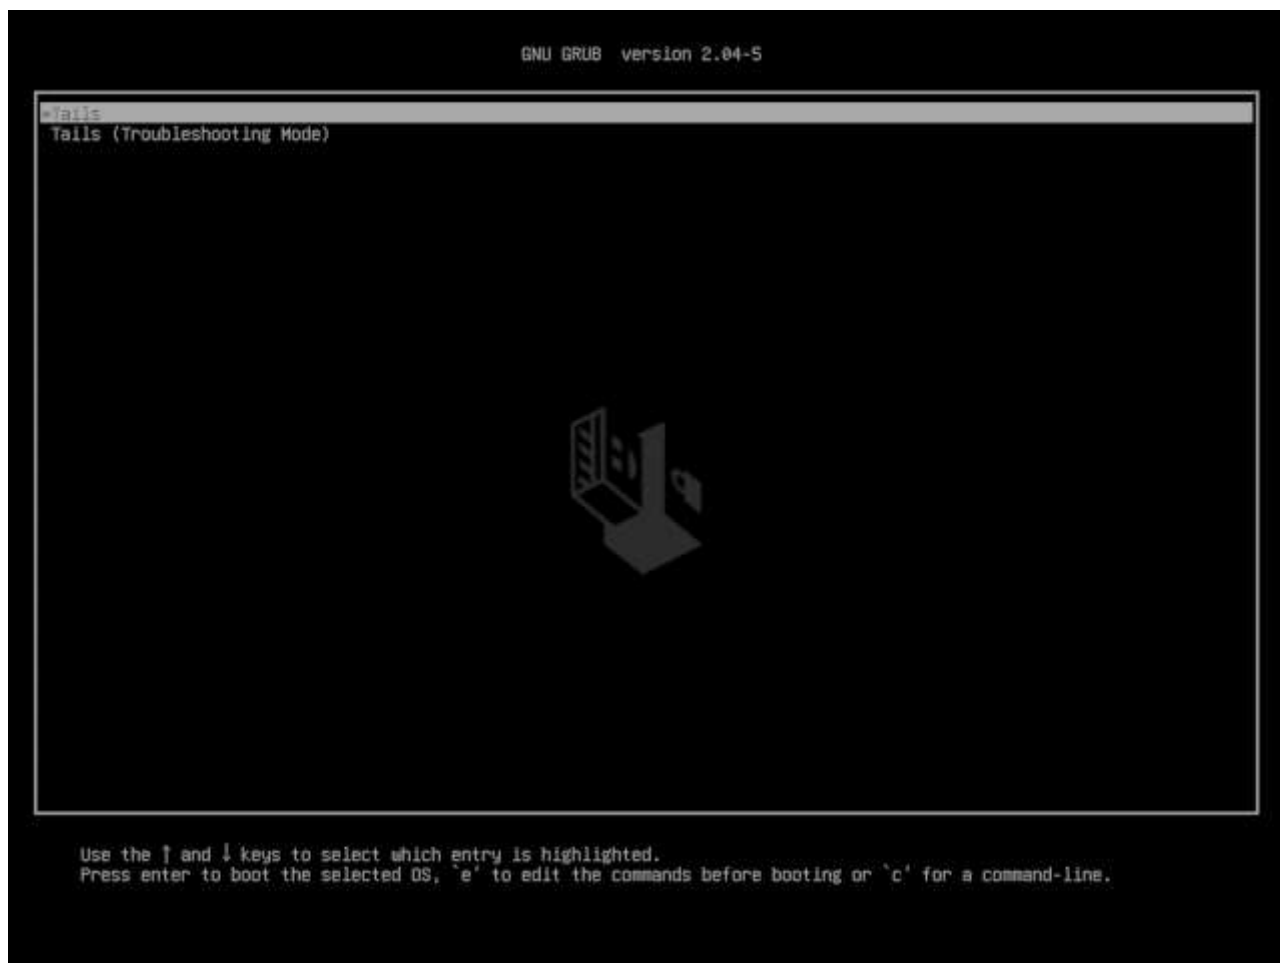 GNU GRUB version 2.04-5
*Tails
Tails (Troubleshooting Mode)
Use the ↑ and ↓ keys to select which entry is highlighted.
Press enter to boot the selected OS, `e' to edit the commands before booting or `c' for a command-line.